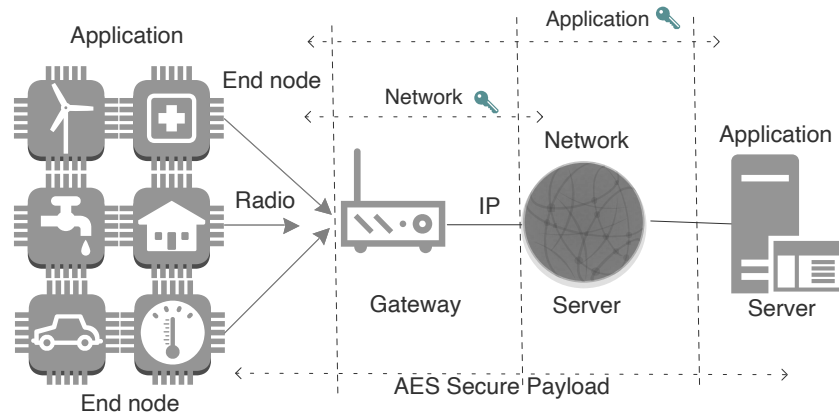 Application
Application
End node
Network
Network
Application
Radio
IP
Gateway
Server
Server
AES Secure Payload
End node